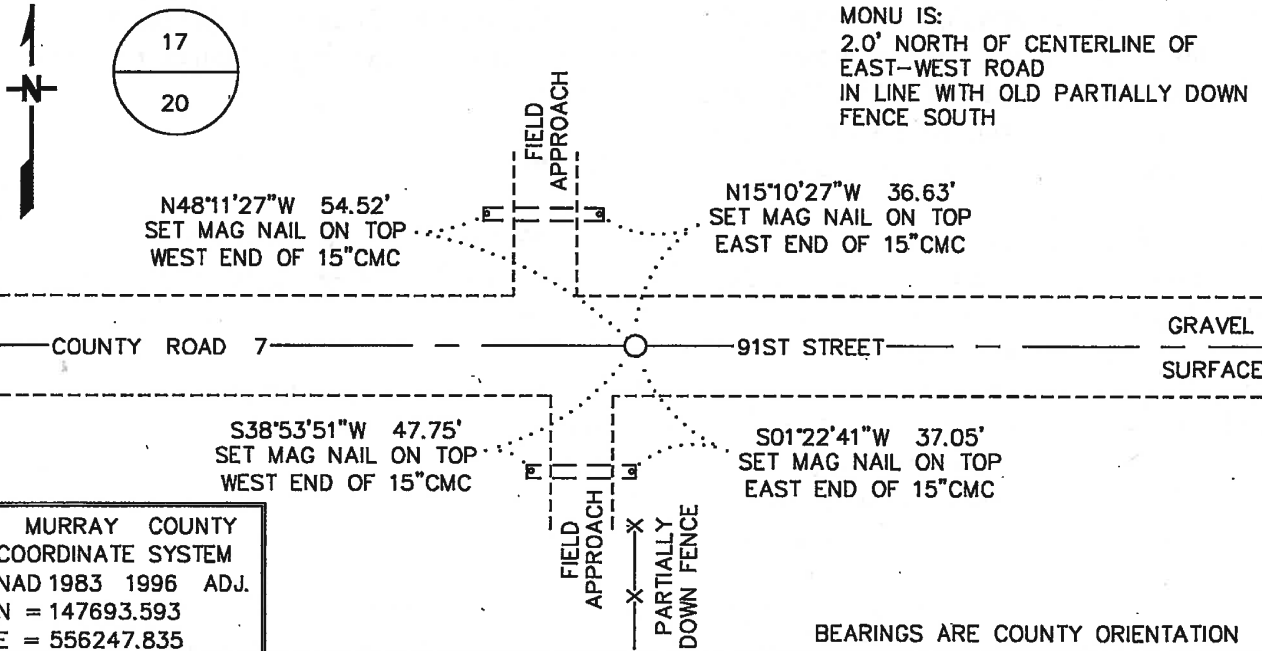 N
17
20
MONU IS:
2.0' NORTH OF CENTERLINE OF
EAST-WEST ROAD
IN LINE WITH OLD PARTIALLY DOWN
FENCE SOUTH
FIELD
APPROACH
N48°11'27"W 54.52'
SET MAG NAIL ON TOP
WEST END OF 15"CMC
N15°10'27"W 36.63'
SET MAG NAIL ON TOP
EAST END OF 15"CMC
COUNTY ROAD 7
91ST STREET
GRAVEL
SURFACE
S38°53'51"W 47.75'
SET MAG NAIL ON TOP
WEST END OF 15"CMC
S01°22'41"W 37.05'
SET MAG NAIL ON TOP
EAST END OF 15"CMC
FIELD
APPROACH
PARTIALLY
DOWN FENCE
MURRAY COUNTY
COORDINATE SYSTEM
NAD 1983 1996 ADJ.
N = 147693.593
E = 556247.835
BEARINGS ARE COUNTY ORIENTATION